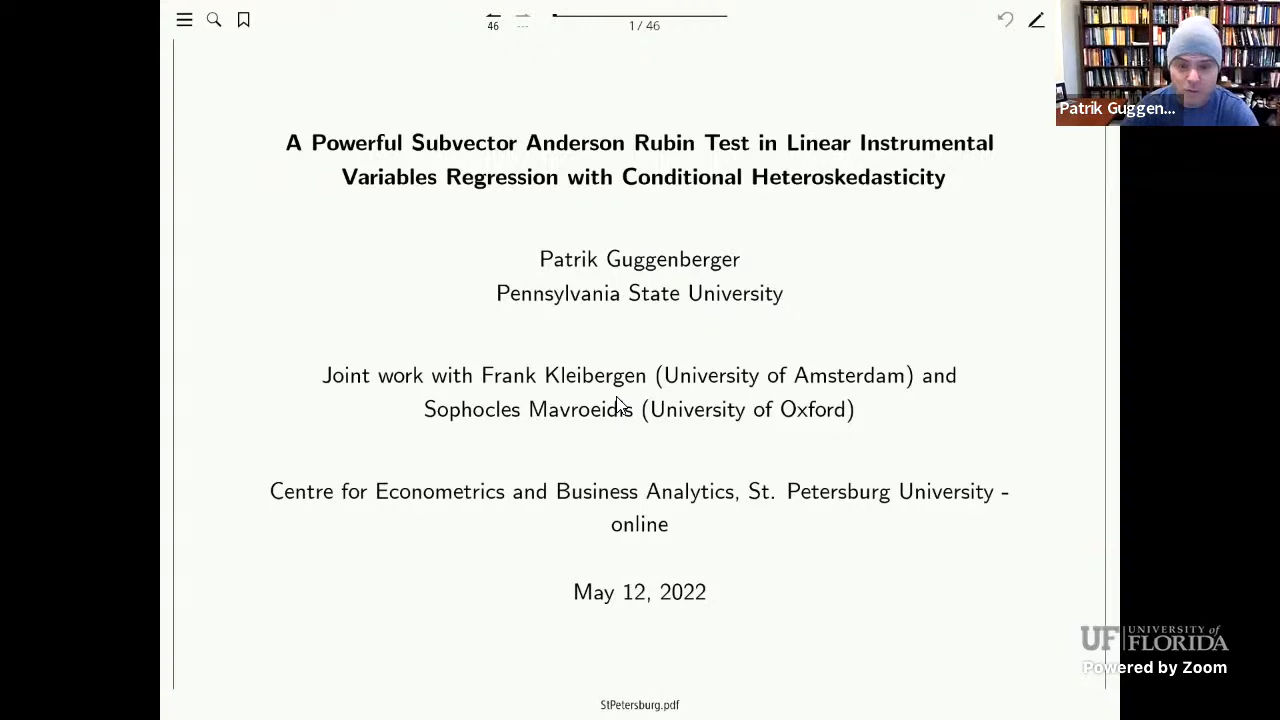 46
---
1 / 46
Patrik Guggen...
A Powerful Subvector Anderson Rubin Test in Linear Instrumental
Variables Regression with Conditional Heteroskedasticity
Patrik Guggenberger
Pennsylvania State University
Joint work with Frank Kleibergen (University of Amsterdam) and
Sophocles Mavroeidis (University of Oxford)
Centre for Econometrics and Business Analytics, St. Petersburg University -
online
May 12, 2022
UF UNIVERSITY of
FLORIDA
Powered by Zoom
StPetersburg.pdf